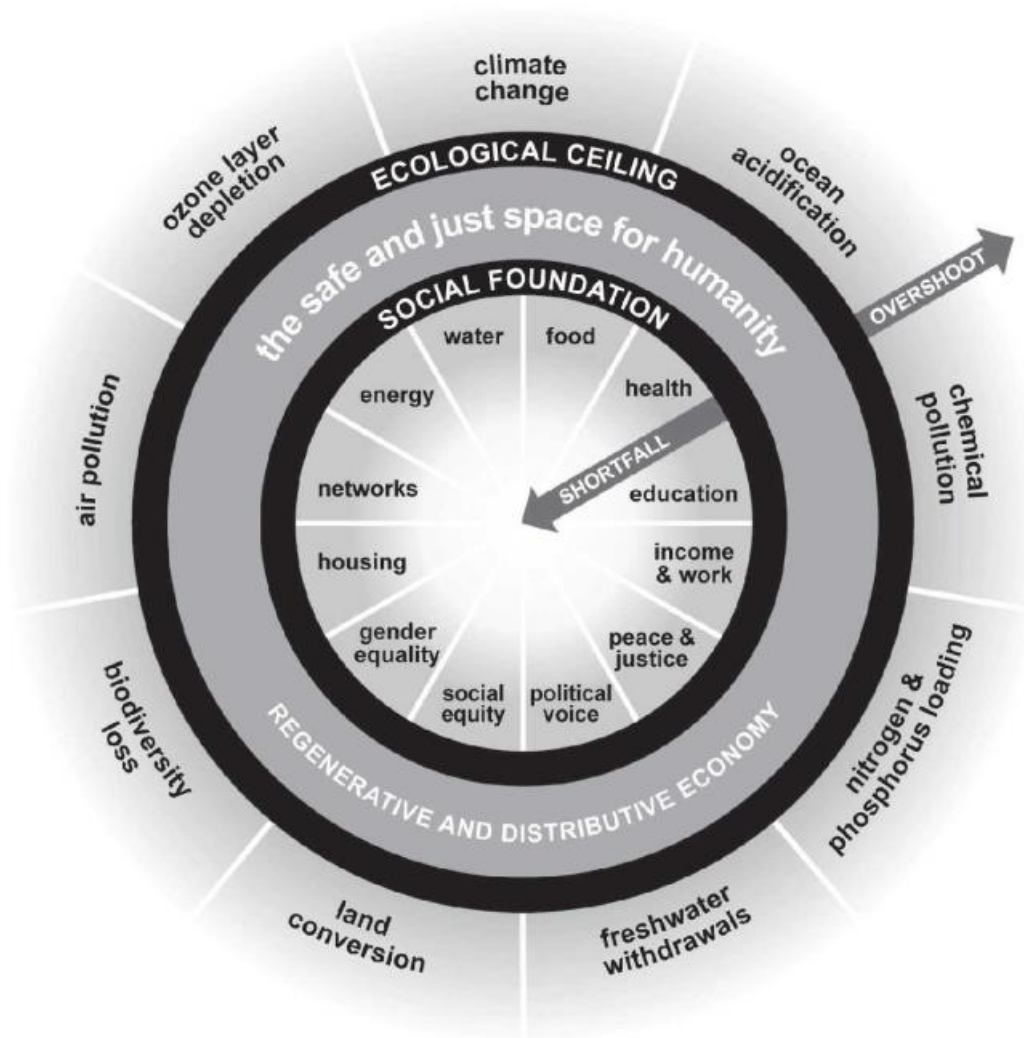 climate
change
ocean
acidification
OVERSHOOT
chemical
pollution
nitrogen &
phosphorus loading
freshwater
withdrawals
land
conversion
biodiversity
loss
air pollution
ozone layer
depletion
ECOLOGICAL CEILING
the safe and just space for humanity
SOCIAL FOUNDATION
water
food
health
SHORTFALL
education
income
& work
peace &
justice
political
voice
social
equity
gender
equality
housing
networks
energy
REGENERATIVE AND DISTRIBUTIVE ECONOMY